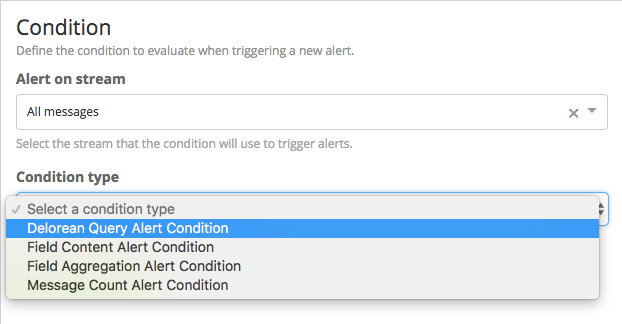 Condition
Define the condition to evaluate when triggering a new alert.
Alert on stream
All messages
Select the stream that the condition will use to trigger alerts.
Condition type
Select a condition type
Delorean Query Alert Condition
Field Content Alert Condition
Field Aggregation Alert Condition
Message Count Alert Condition